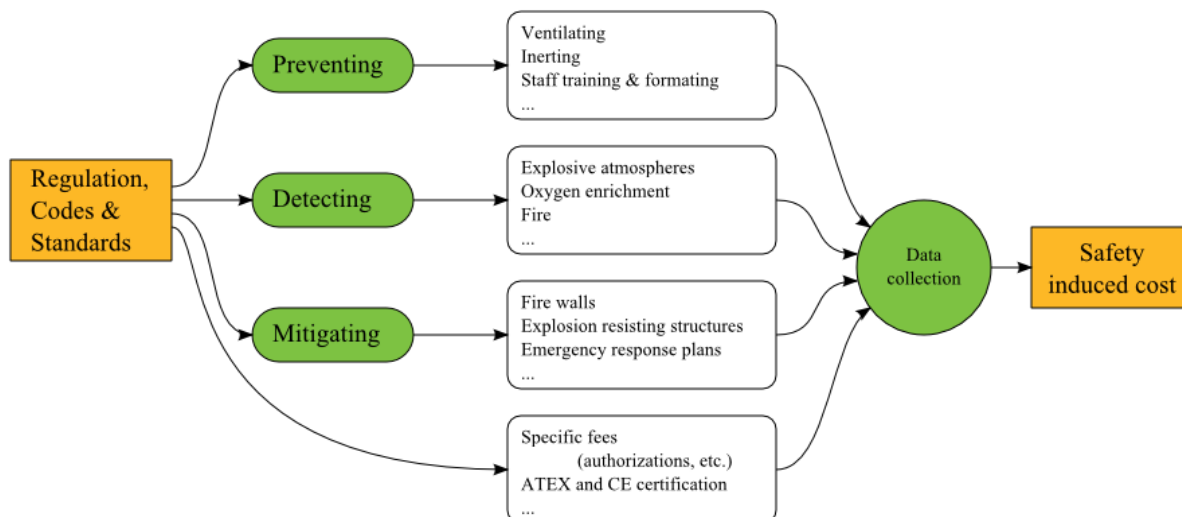 Regulation,
Codes &
Standards
Preventing
Ventilating
Inerting
Staff training & formating
...
Detecting
Explosive atmospheres
Oxygen enrichment
Fire
...
Mitigating
Fire walls
Explosion resisting structures
Emergency response plans
...
Specific fees
(authorizations, etc.)
ATEX and CE certification
...
Data
collection
Safety
induced cost